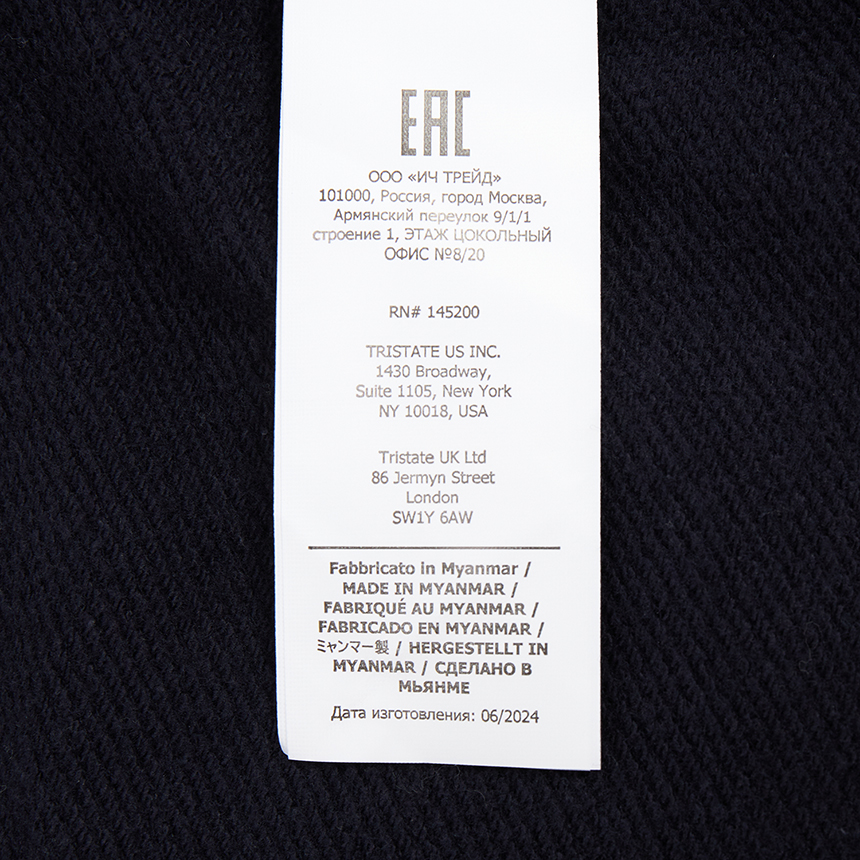 EAC
ООО «ИЧ ТРЕЙД»
101000, Россия, город Москва,
Армянский переулок 9/1/1
строение 1, ЭТАЖ ЦОКОЛЬНЫЙ
ОФИС №8/20
RN# 145200
TRISTATE US INC.
1430 Broadway,
Suite 1105, New York
NY 10018, USA
Tristate UK Ltd
86 Jermyn Street
London
SW1Y 6AW
Fabbricato in Myanmar /
MADE IN MYANMAR /
FABRIQUÉ AU MYANMAR /
FABRICADO EN MYANMAR /
ミャンマー製 / HERGESTELLT IN
MYANMAR / СДЕЛАНО В
МЬЯНМЕ
Дата изготовления: 06/2024